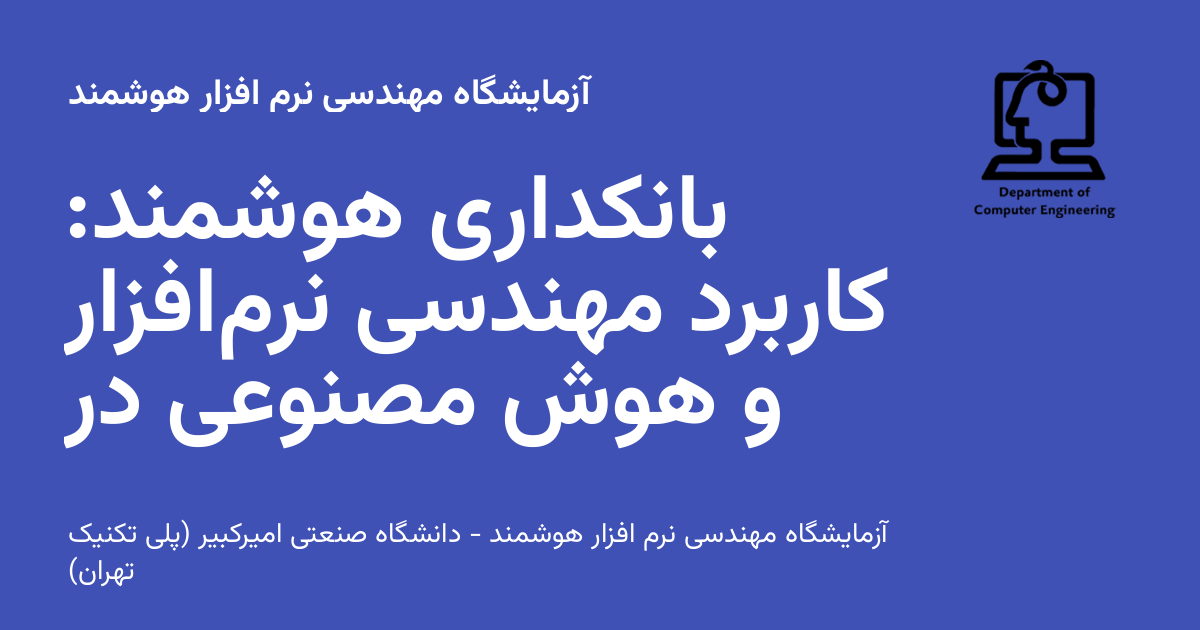 آزمایشگاه مهندسی نرم افزار هوشمند
Department of
Computer Engineering
بانکداری هوشمند:
کاربرد مهندسی نرم‌افزار
و هوش مصنوعی در
آزمایشگاه مهندسی نرم افزار هوشمند - دانشگاه صنعتی امیرکبیر (پلی تکنیک
تهران)